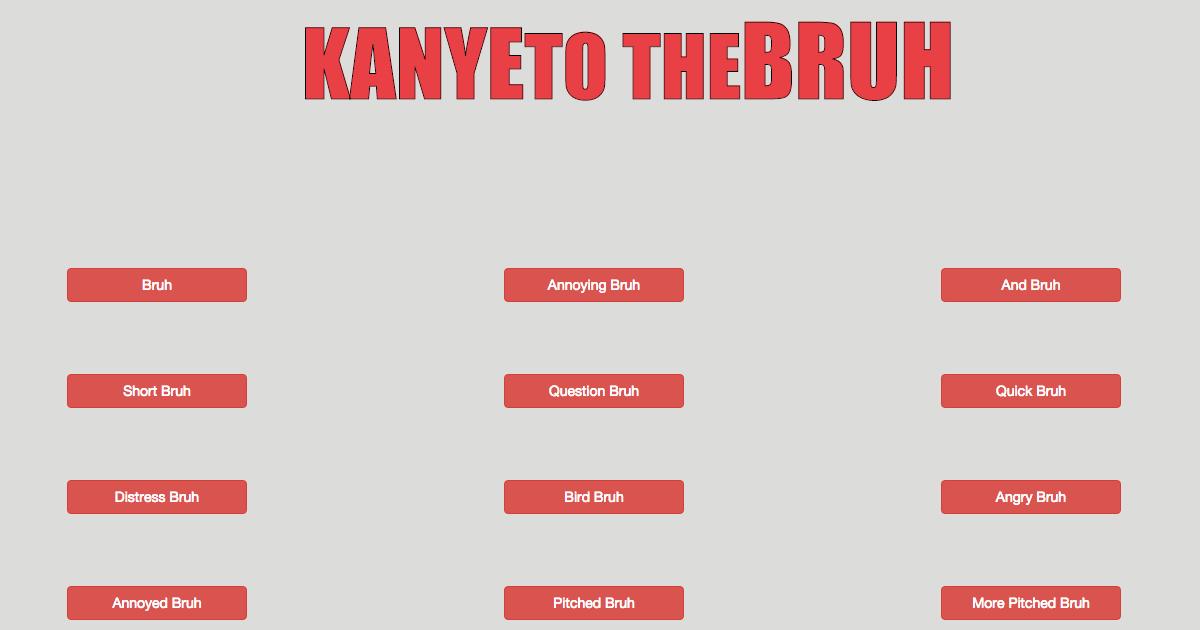 KANYETO THEBRUH
Bruh
Annoying Bruh
And Bruh
Short Bruh
Question Bruh
Quick Bruh
Distress Bruh
Bird Bruh
Angry Bruh
Annoyed Bruh
Pitched Bruh
More Pitched Bruh